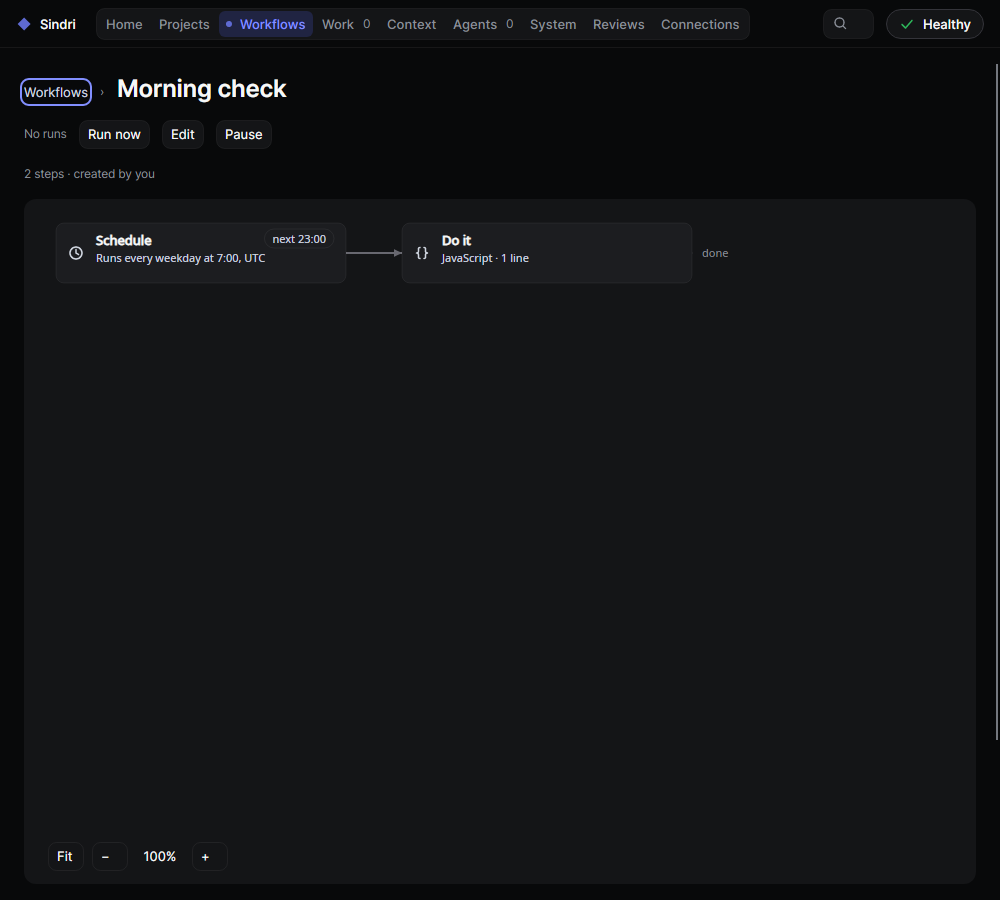 Sindri
Home Projects Workflows Work 0 Context Agents 0 System Reviews Connections
Healthy
Workflows › Morning check
No runs Run now Edit Pause
2 steps · created by you
Schedule
next 23:00
Runs every weekday at 7:00, UTC
{} Do it
JavaScript · 1 line
done
Fit − 100% +